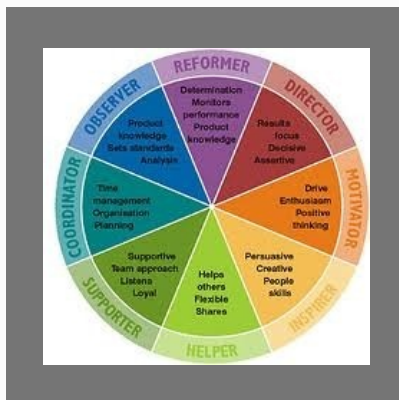 REFORMER
Determination
Monitors
performance
Product
knowledge
DIRECTOR
Results
focus
Decisive
Assertive
MOTIVATOR
Drive
Enthusiasm
Positive
thinking
INSPIRER
Persuasive
Creative
People
skills
HELPER
Helps
others
Flexible
Shares
SUPPORTER
Supportive
Team approach
Listens
Loyal
COORDINATOR
Time
management
Organisation
Planning
OBSERVER
Product
knowledge
Sets standards
Analysis